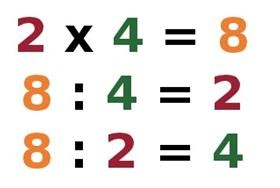 2 x 4 = 8
8 : 4 = 2
8 : 2 = 4